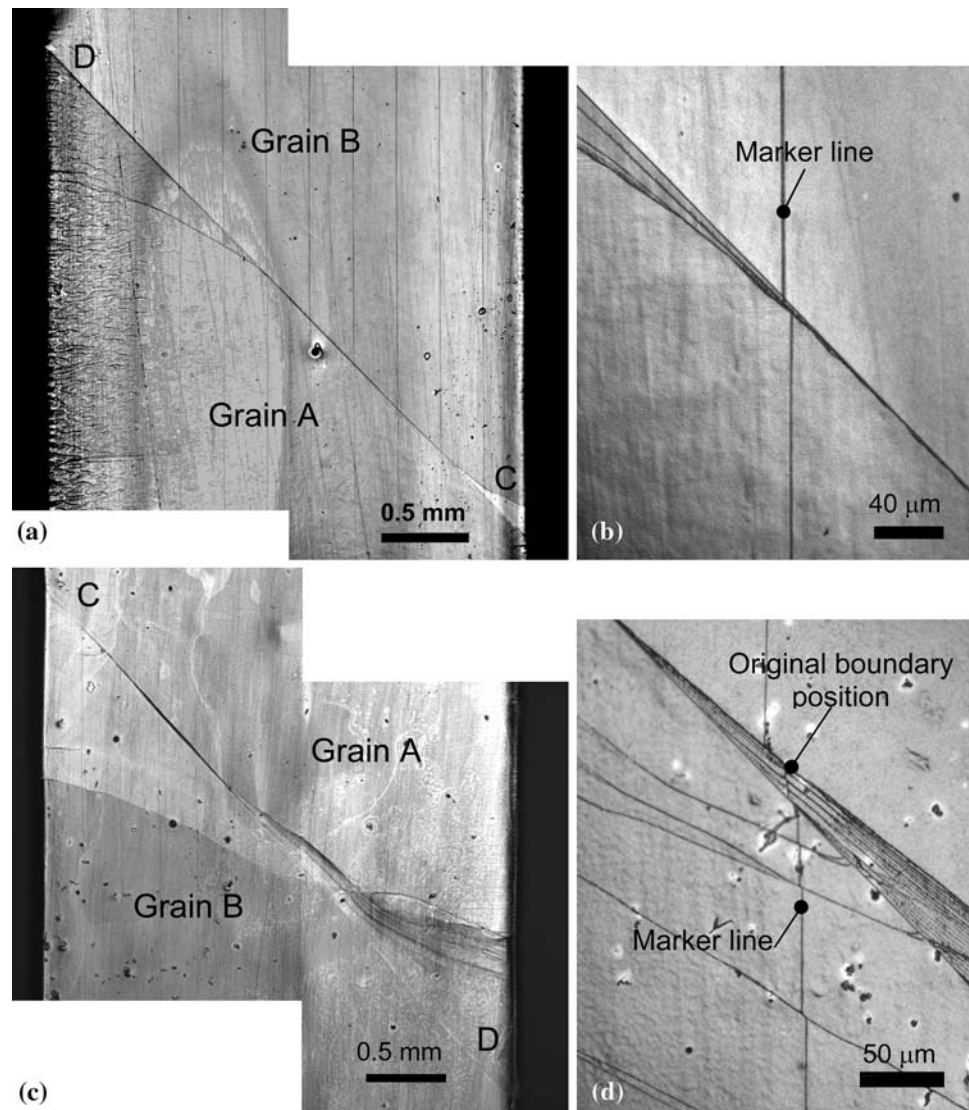 D
Grain B
Grain A
C
0.5 mm
(a)
Marker line
40 μm
(b)
C
Grain A
Grain B
D
0.5 mm
(c)
Original boundary
position
Marker line
50 μm
(d)